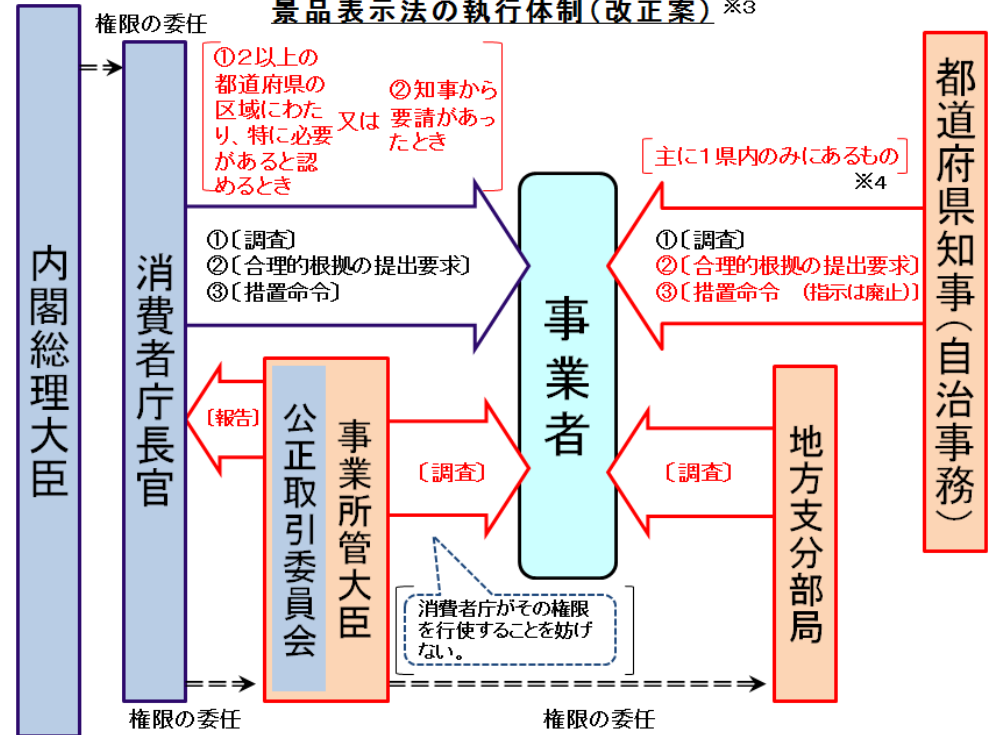 景品表示法の執行体制(改正案) ※3
権限の委任
①2以上の
都道府県の
区域にわた
り、特に必要
があると認
めるとき
又は
②知事から
要請があっ
たとき
〔主に1県内のみにあるもの〕
※4
内閣総理大臣
消費者庁長官
①〔調査〕
②〔合理的根拠の提出要求〕
③〔措置命令〕
事業者
①〔調査〕
②〔合理的根拠の提出要求〕
③〔措置命令 (指示は廃止)〕
都道府県知事(自治事務)
〔報告〕
公正取引委員会
事業所管大臣
〔調査〕
〔調査〕
地方支分部局
消費者庁がその権限
を行使することを妨げ
ない。
権限の委任
権限の委任